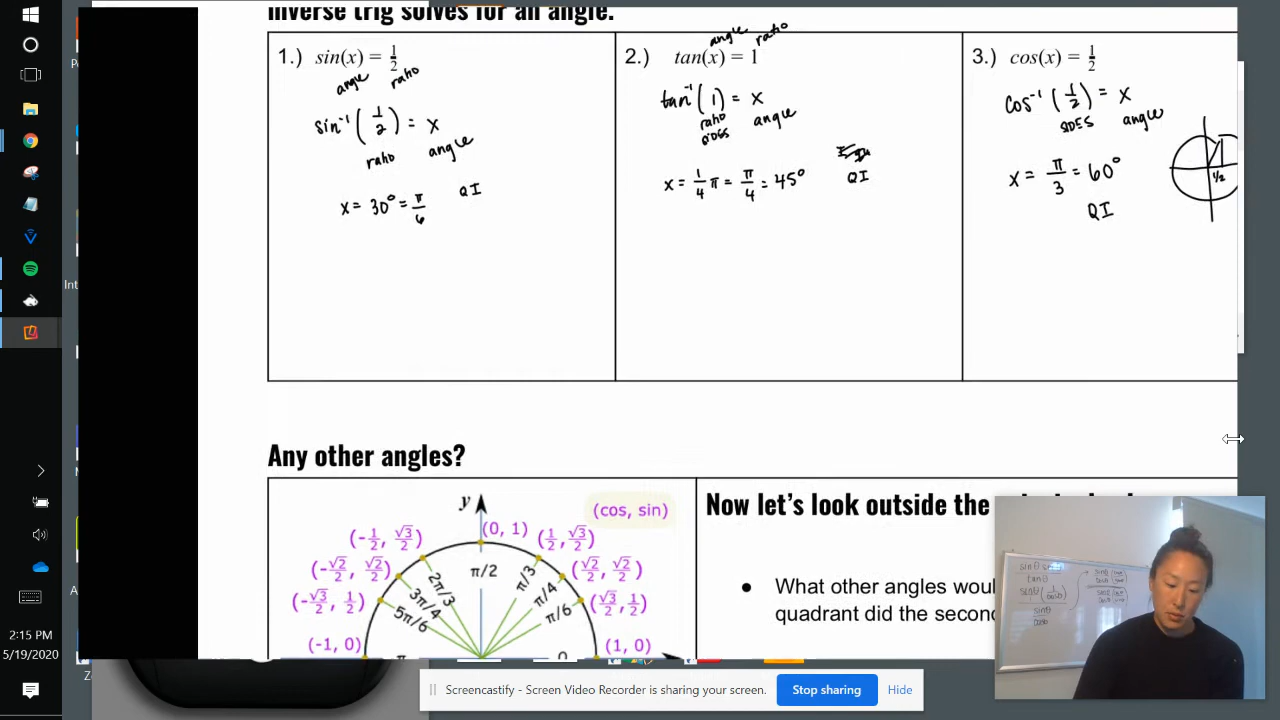 Inverse trig solves for an angle.
1.) sin(x) = 1/2
angle ratio
sin⁻¹(1/2) = x
ratio angle
x = 30° = π/6 QI
angle ratio
2.) tan(x) = 1
tan⁻¹(1) = x
ratio angle
x = 1/4 π = π/4 = 45° QI
3.) cos(x) = 1/2
cos⁻¹(1/2) = x
angle
x = π/3 = 60°
QI
1/2
Any other angles?
y
(cos, sin)
(0, 1)
(-1/2, √3/2) (1/2, √3/2)
(-√2/2, √2/2) (√2/2, √2/2)
(-√3/2, 1/2) (√3/2, 1/2)
(-1, 0) (1, 0)
π/2
2π/3 π/3
3π/4 π/4
5π/6 π/6
π 0
Now let's look outside the
• What other angles
quadrant did the
sinθ
tanθ
2:15 PM
5/19/2020
Screencastify - Screen Video Recorder is sharing your screen.
Stop sharing
Hide